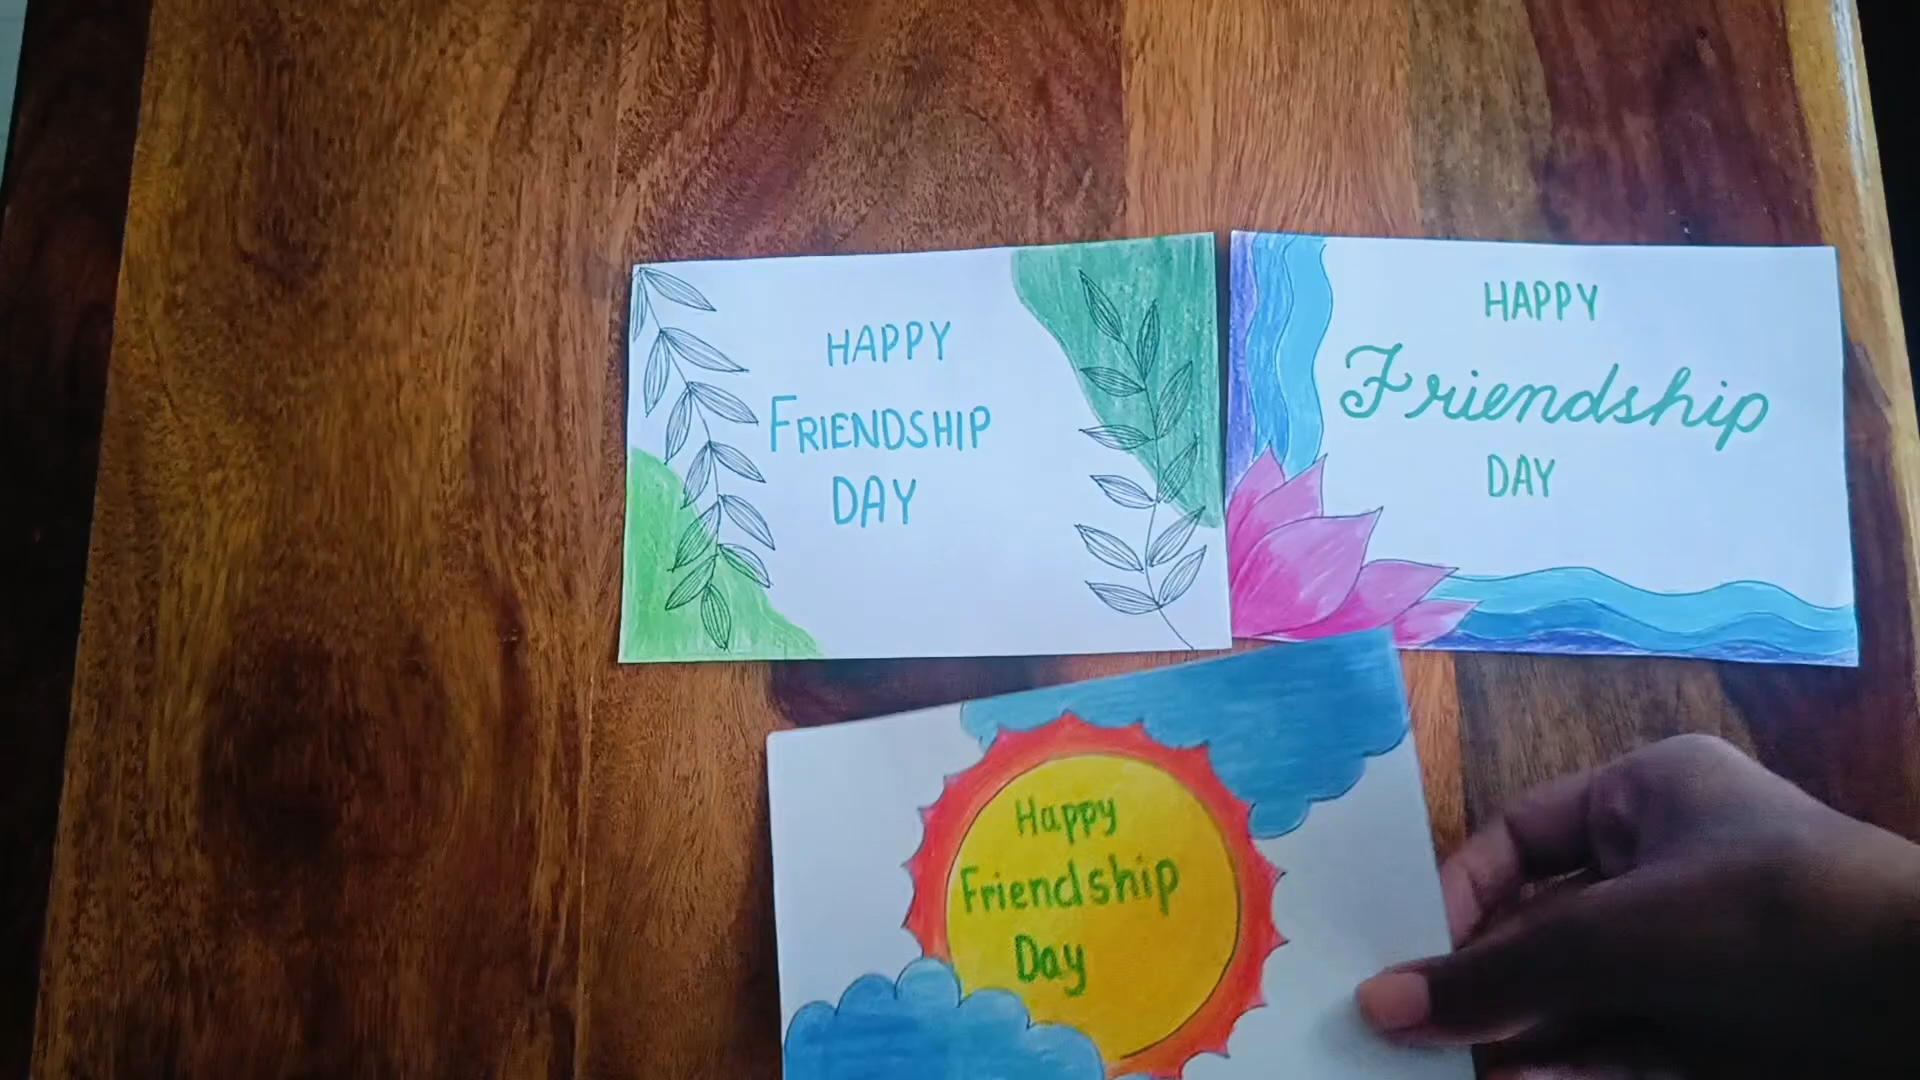 HAPPY
FRIENDSHIP
DAY
HAPPY
Friendship
DAY
Happy
Friendship
Day